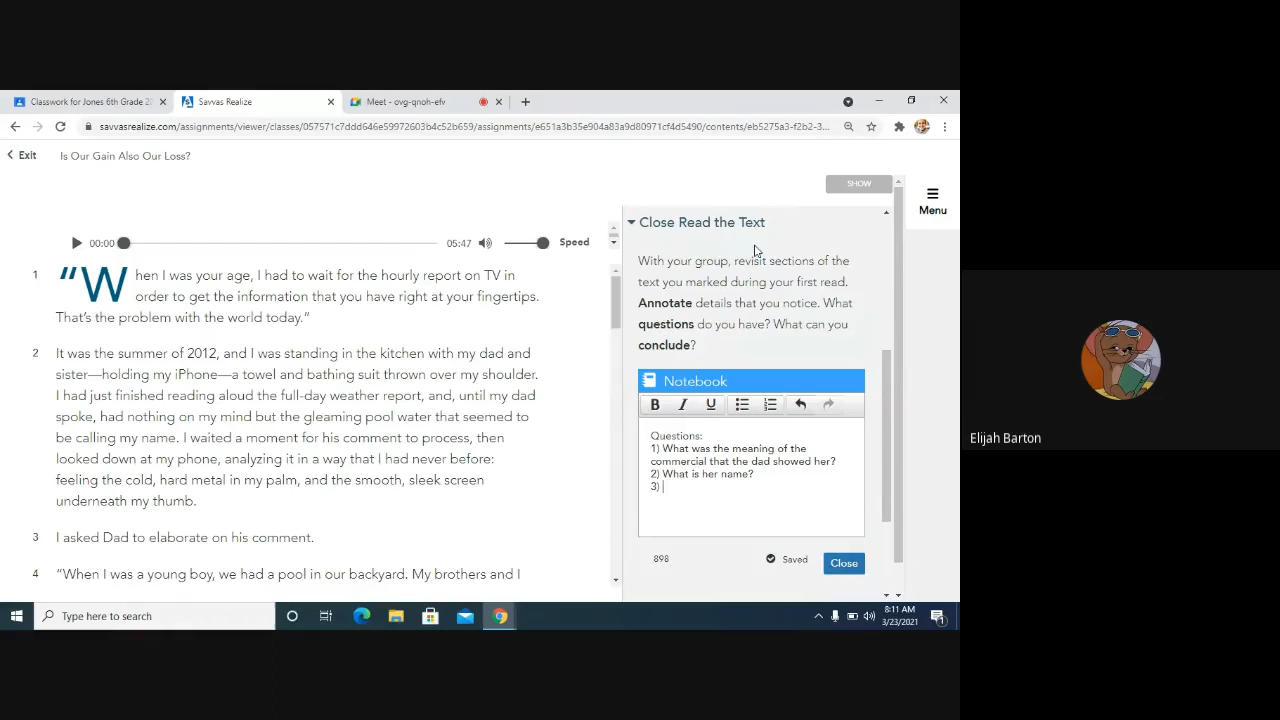 Classwork for Jones 6th Grade 2
Savvas Realize
Meet - ovg-qnoh-efv
savvasrealize.com/assignments/viewer/classes/057571c7ddd646e59972603b4c52b659/assignments/e651a3b35e904a83a9d80971cf4d5490/contents/eb5275a3-f2b2-3...
Exit
Is Our Gain Also Our Loss?
SHOW
Menu
00:00
05:47
Speed
1
“When I was your age, I had to wait for the hourly report on TV in
order to get the information that you have right at your fingertips.
That’s the problem with the world today.”
2
It was the summer of 2012, and I was standing in the kitchen with my dad and
sister—holding my iPhone—a towel and bathing suit thrown over my shoulder.
I had just finished reading aloud the full-day weather report, and, until my dad
spoke, had nothing on my mind but the gleaming pool water that seemed to
be calling my name. I waited a moment for his comment to process, then
looked down at my phone, analyzing it in a way that I had never before:
feeling the cold, hard metal in my palm, and the smooth, sleek screen
underneath my thumb.
3
I asked Dad to elaborate on his comment.
4
“When I was a young boy, we had a pool in our backyard. My brothers and I
Close Read the Text
With your group, revisit sections of the
text you marked during your first read.
Annotate details that you notice. What
questions do you have? What can you
conclude?
Notebook
B I U
Questions:
1) What was the meaning of the
commercial that the dad showed her?
2) What is her name?
3)
898
Saved
Close
Elijah Barton
Type here to search
8:11 AM
3/23/2021
1